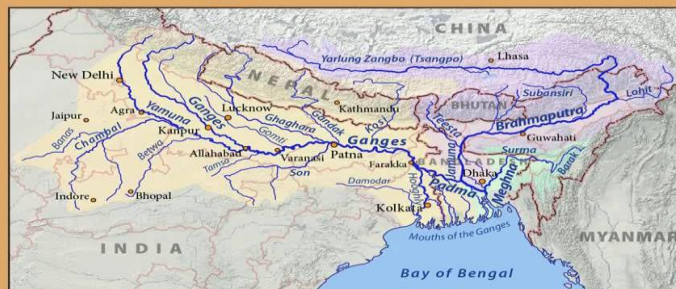 CHINA
Yarlung Zangbo (Tsangpo)
Lhasa
New Delhi
NEPAL
Kathmandu
BHUTAN
Subansiri
Lohit
Brahmaputra
Jaipur
Agra
Yamuna
Ganges
Lucknow
Ghaghara
Gandak
Kosi
Teesta
Guwahati
Banas
Chambal
Kanpur
Gomti
Ganges
Jamuna
Surma
Betwa
Allahabad
Varanasi
Patna
Farakka
BANGLADESH
Barak
Tamsa
Son
Dhaka
Meghna
Padma
Indore
Bhopal
Damodar
Hooghly
Kolkata
Mouths of the Ganges
INDIA
MYANMAR
Bay of Bengal